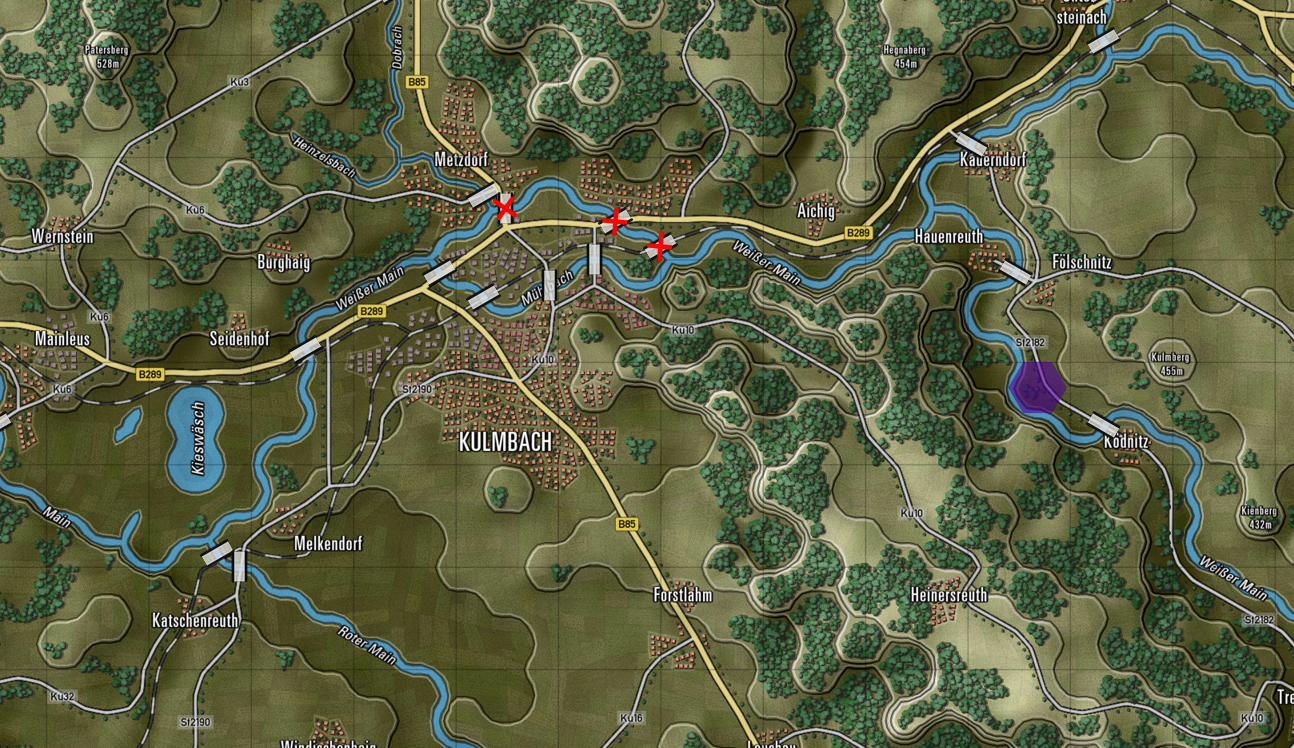 steinach
Patersberg
528m
Dobrach
Hegnaberg
454m
Ku3
B85
Heinzelsbach
Metzdorf
Kauerndorf
Ku6
Aichig
Wernstein
B289
Hauenreuth
Burghaig
Weißer Main
Weißer Main
Fölschnitz
Ku6
B289
Ku10
Mainleus
Seidenhof
St2182
Kulmberg
455m
B289
Ku6
Ku10
St2190
Kieswäsch
KULMBACH
Ködnitz
Main
B85
Ku10
Kienberg
432m
Melkendorf
Weißer Main
Katschenreuth
Forstlahm
Heinersreuth
St2182
Roter Main
Ku32
St2190
Ku16
Ku10